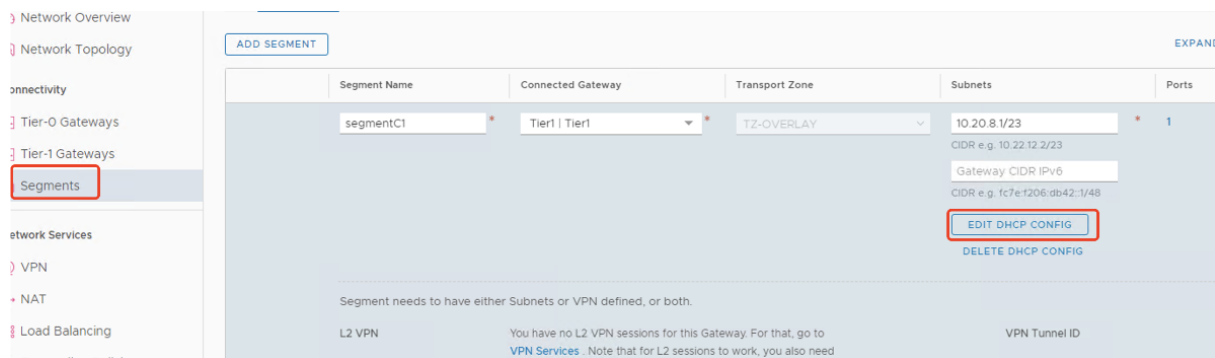 Network Overview
Network Topology
ADD SEGMENT
EXPAND
onnectivity
Segment Name
Connected Gateway
Transport Zone
Subnets
Ports
Tier-0 Gateways
segmentC1
*
Tier1 | Tier1
*
TZ-OVERLAY
10.20.8.1/23
*
1
CIDR e.g. 10.22.12.2/23
Tier-1 Gateways
Gateway CIDR IPv6
Segments
CIDR e.g. fc7e:f206:db42::1/48
EDIT DHCP CONFIG
etwork Services
DELETE DHCP CONFIG
VPN
NAT
Segment needs to have either Subnets or VPN defined, or both.
Load Balancing
L2 VPN
You have no L2 VPN sessions for this Gateway. For that, go to
VPN Services . Note that for L2 sessions to work, you also need
VPN Tunnel ID